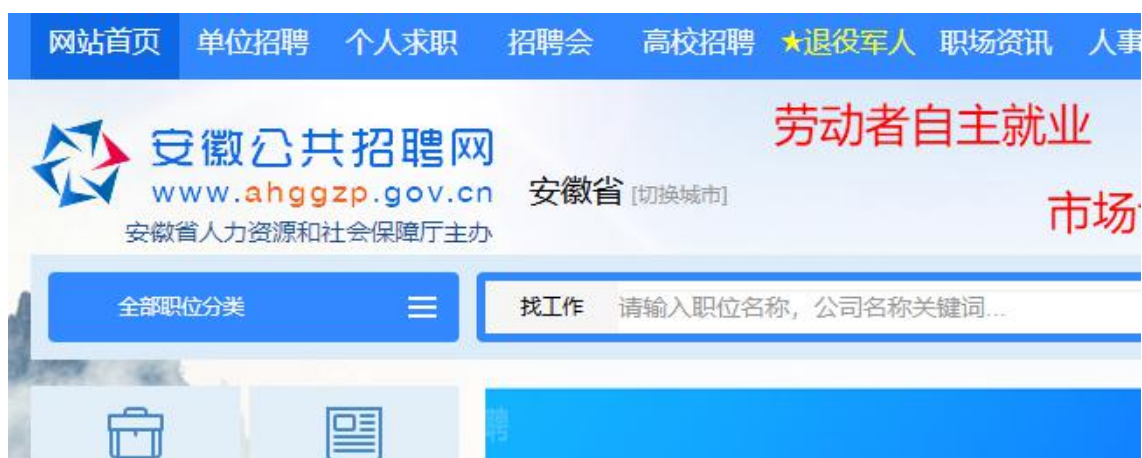 网站首页 单位招聘 个人求职 招聘会 高校招聘 ★退役军人 职场资讯 人事
劳动者自主就业
安徽公共招聘网
www.ahggzp.gov.cn
安徽省 [切换城市]
市场
安徽省人力资源和社会保障厅主办
全部职位分类
找工作 请输入职位名称，公司名称关键词...
聘